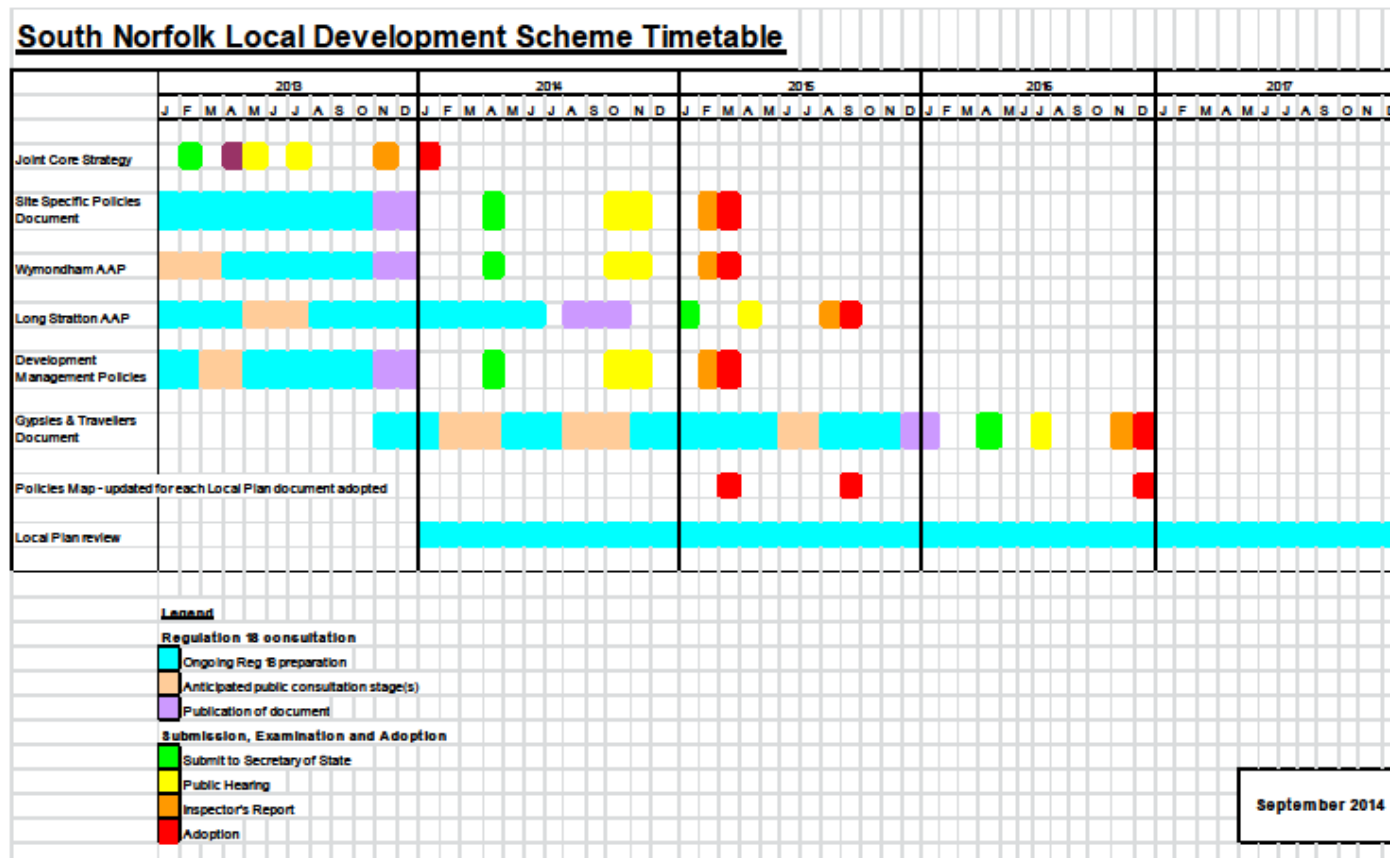 South Norfolk Local Development Scheme Timetable
2013 2014 2015 2016 2017
J F M A M J J A S O N D J F M A M J J A S O N D J F M A M J J A S O N D J F M A M J J A S O N D J F M A M J J A S O N D
Joint Core Strategy
Site Specific Policies
Document
Wymondham AAP
Long Stratton AAP
Development
Management Policies
Gypsies & Travellers
Document
Policies Map - updated for each Local Plan document adopted
Local Plan review
Legend
Regulation 18 consultation
Ongoing Reg 18 preparation
Anticipated public consultation stage(s)
Publication of document
Submission, Examination and Adoption
Submit to Secretary of State
Public Hearing
Inspector's Report
Adoption
September 2014